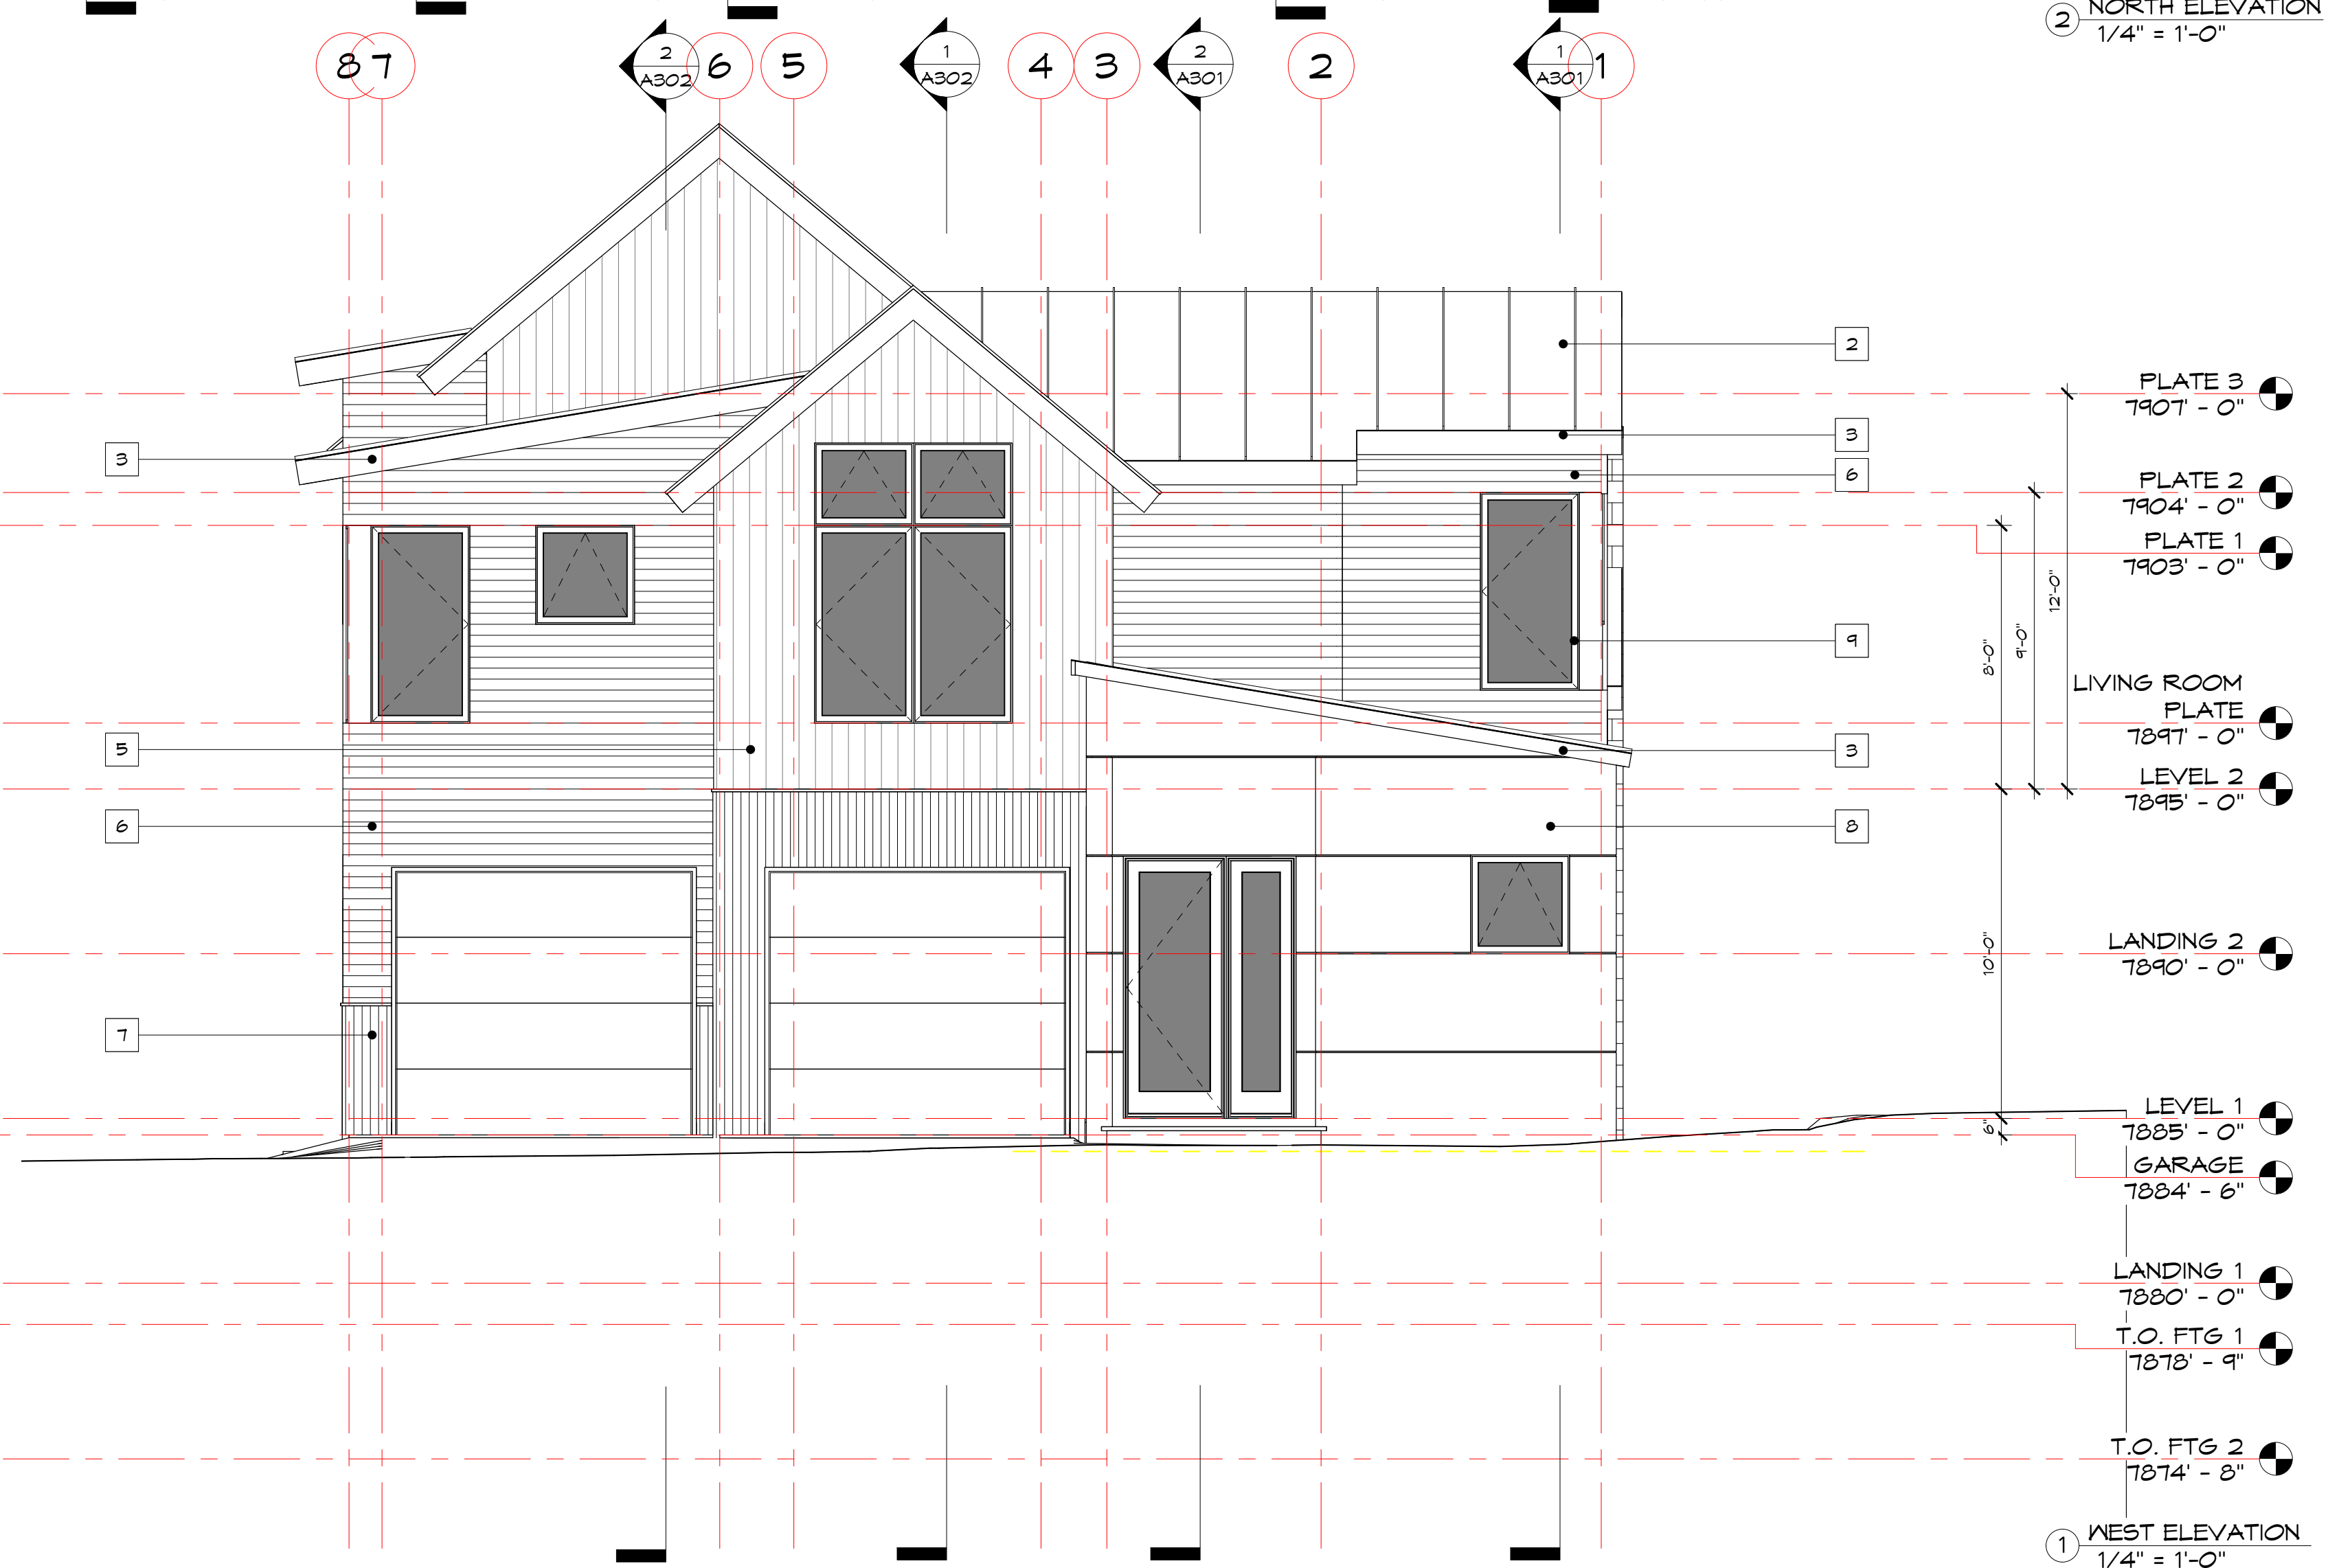 2 NORTH ELEVATION
1/4" = 1'-0"
8 7 6 5 4 3 2 1
2
A302
1
A302
2
A301
1
A301
2
PLATE 3
7907' - 0"
3
3
6
PLATE 2
7904' - 0"
PLATE 1
7903' - 0"
12'-0"
9'-0"
8'-0"
9
LIVING ROOM
PLATE
7897' - 0"
5
3
LEVEL 2
7895' - 0"
6
8
LANDING 2
7890' - 0"
10'-0"
7
LEVEL 1
7885' - 0"
6"
GARAGE
7884' - 6"
LANDING 1
7880' - 0"
T.O. FTG 1
7878' - 9"
T.O. FTG 2
7874' - 8"
1 WEST ELEVATION
1/4" = 1'-0"